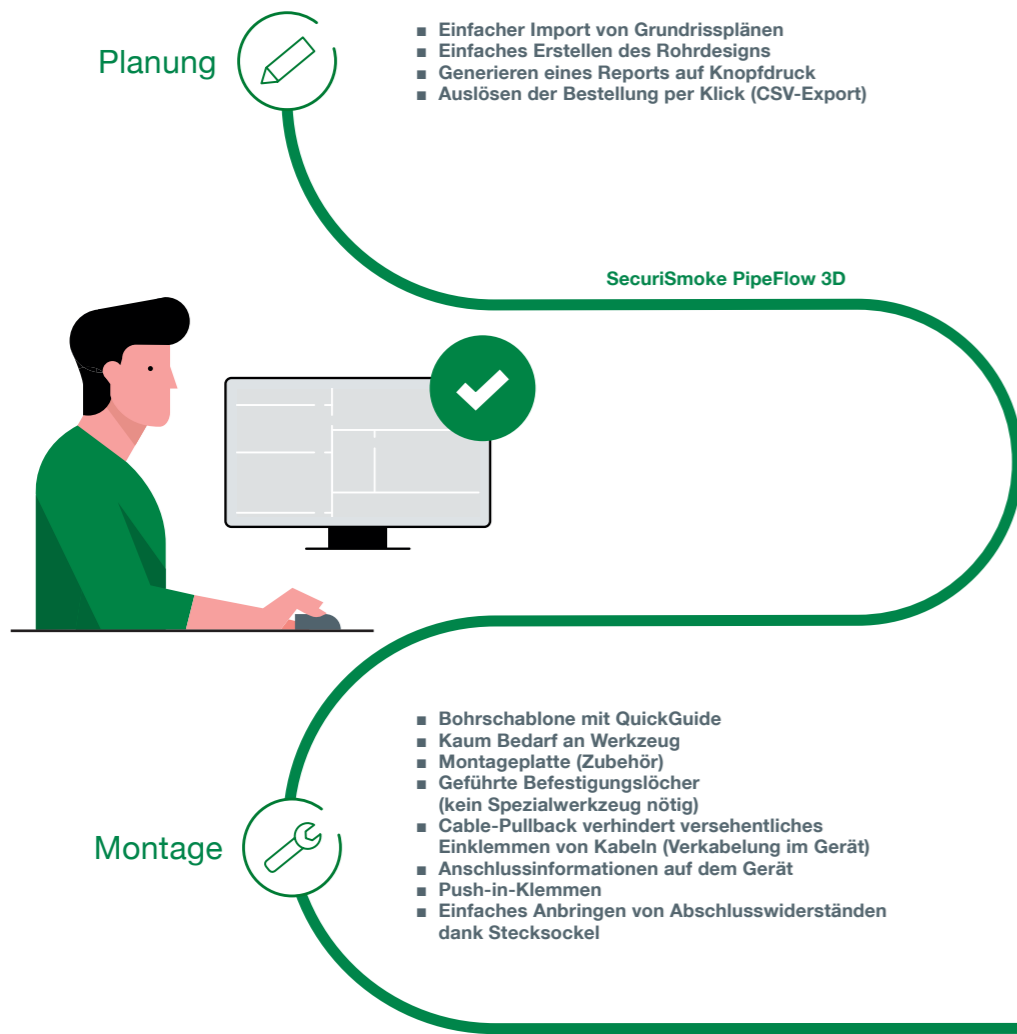 Planung
■ Einfacher Import von Grundrissplänen
■ Einfaches Erstellen des Rohrdesigns
■ Generieren eines Reports auf Knopfdruck
■ Auslösen der Bestellung per Klick (CSV-Export)
SecuriSmoke PipeFlow 3D
Montage
■ Bohrschablone mit QuickGuide
■ Kaum Bedarf an Werkzeug
■ Montageplatte (Zubehör)
■ Geführte Befestigungslöcher
(kein Spezialwerkzeug nötig)
■ Cable-Pullback verhindert versehentliches
Einklemmen von Kabeln (Verkabelung im Gerät)
■ Anschlussinformationen auf dem Gerät
■ Push-in-Klemmen
■ Einfaches Anbringen von Abschlusswiderständen
dank Stecksockel